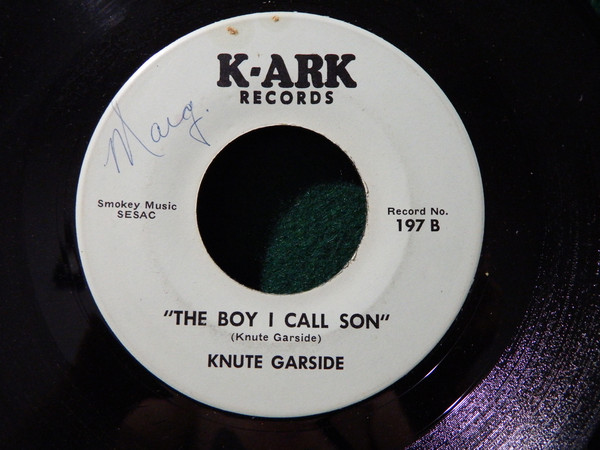 K-ARK
RECORDS
Marg.
Smokey Music
SESAC
Record No.
197 B
"THE BOY I CALL SON"
(Knute Garside)
KNUTE GARSIDE